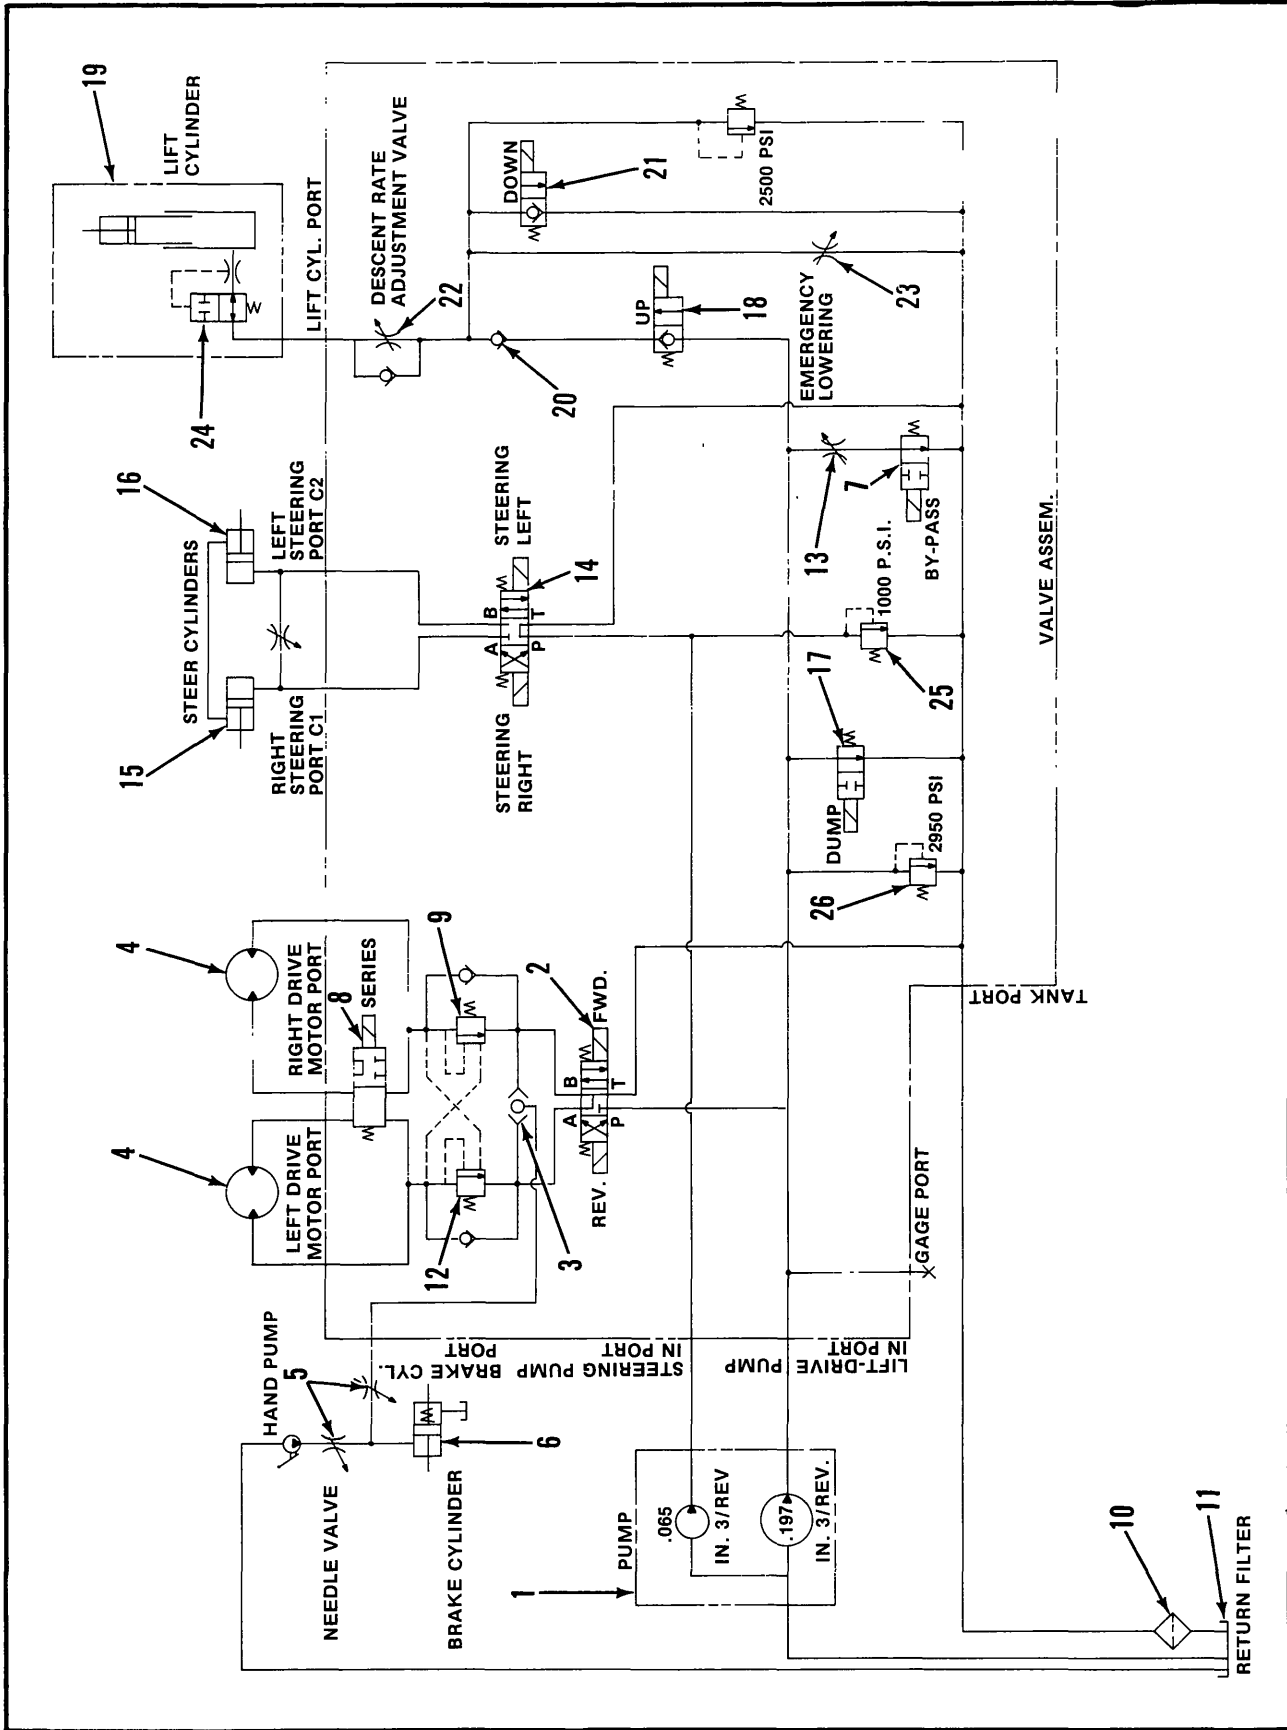 19
LIFT
CYLINDER
24
LIFT CYL. PORT
DESCENT RATE
ADJUSTMENT VALVE
22
20
DOWN
21
UP
18
2500 PSI
EMERGENCY
LOWERING
23
STEER CYLINDERS
16
15
LEFT
STEERING
PORT C2
RIGHT
STEERING
PORT C1
STEERING
LEFT
14
A B
P T
STEERING
RIGHT
13
7
BY-PASS
1000 P.S.I.
25
17
DUMP
2950 PSI
26
VALVE ASSEM.
TANK PORT
4
RIGHT DRIVE
MOTOR PORT
8
SERIES
4
LEFT DRIVE
MOTOR PORT
9
12
3
2
FWD.
A B
P T
REV.
GAGE PORT
HAND PUMP
5
NEEDLE VALVE
6
BRAKE CYLINDER
BRAKE CYL.
PORT
STEERING PUMP
IN PORT
LIFT-DRIVE PUMP
IN PORT
1
PUMP
.065
IN. 3/REV
.197
IN. 3/REV.
10
11
RETURN FILTER